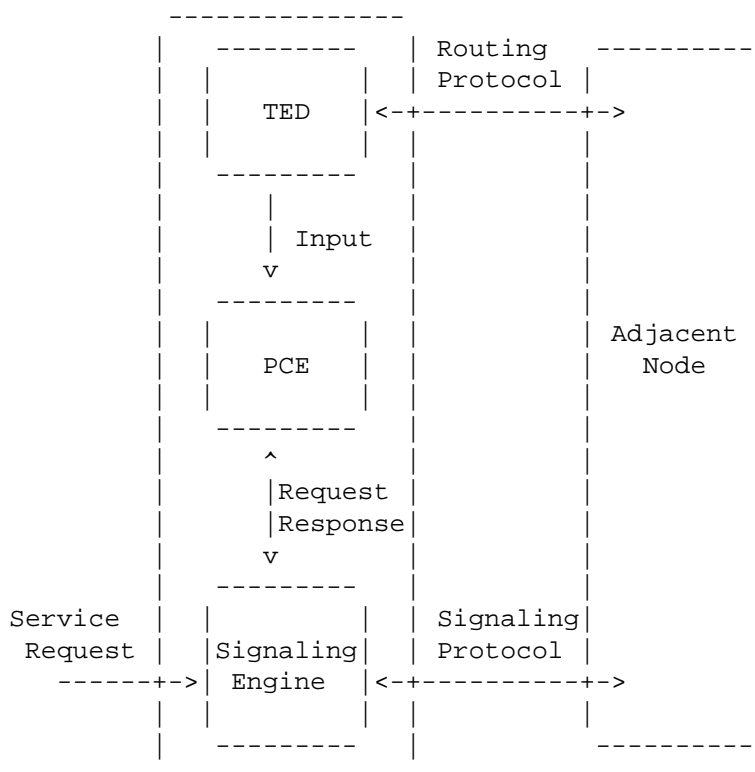 Routing
Protocol
TED
Input
PCE
Adjacent
Node
Request
Response
Service
Request
Signaling
Engine
Signaling
Protocol